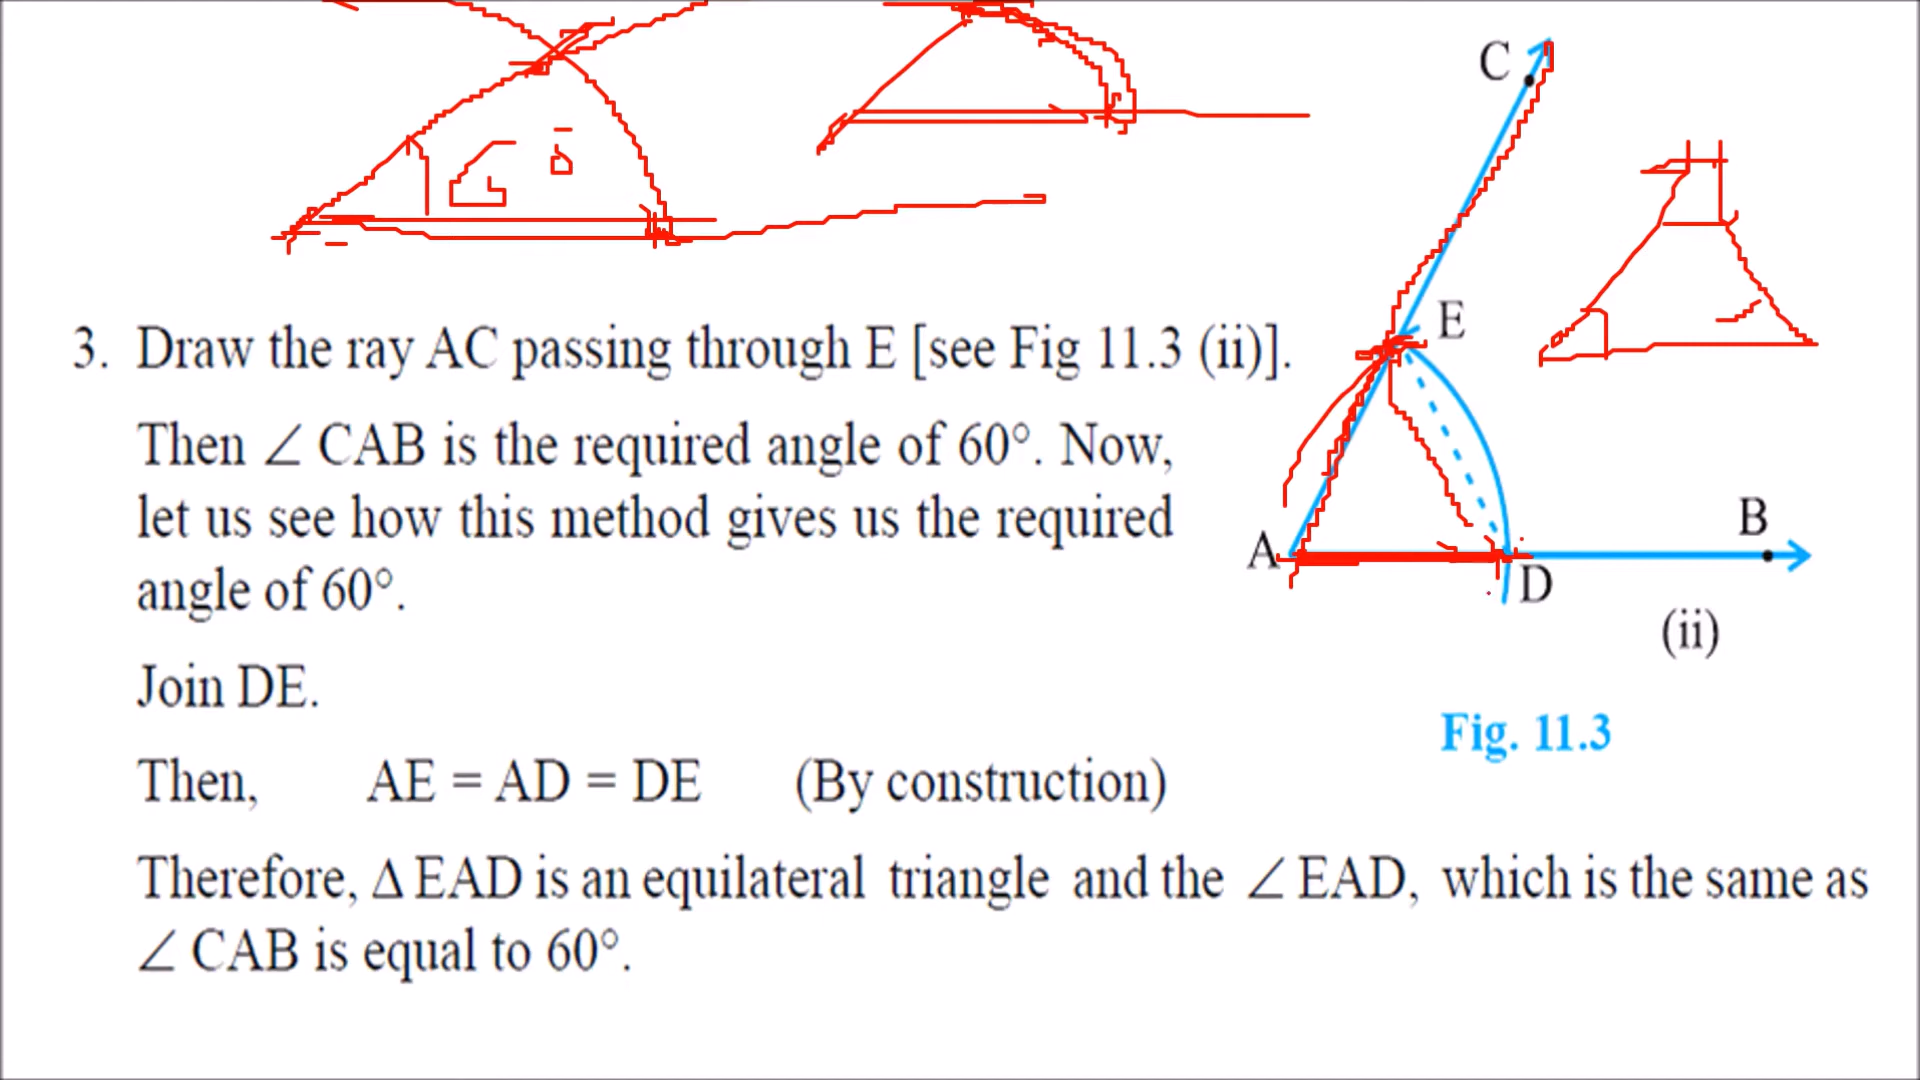 C
E
3. Draw the ray AC passing through E [see Fig 11.3 (ii)].
Then ∠ CAB is the required angle of 60°. Now,
let us see how this method gives us the required
angle of 60°.
A
B
D
(ii)
Join DE.
Fig. 11.3
Then, AE = AD = DE (By construction)
Therefore, Δ EAD is an equilateral triangle and the ∠ EAD, which is the same as
∠ CAB is equal to 60°.